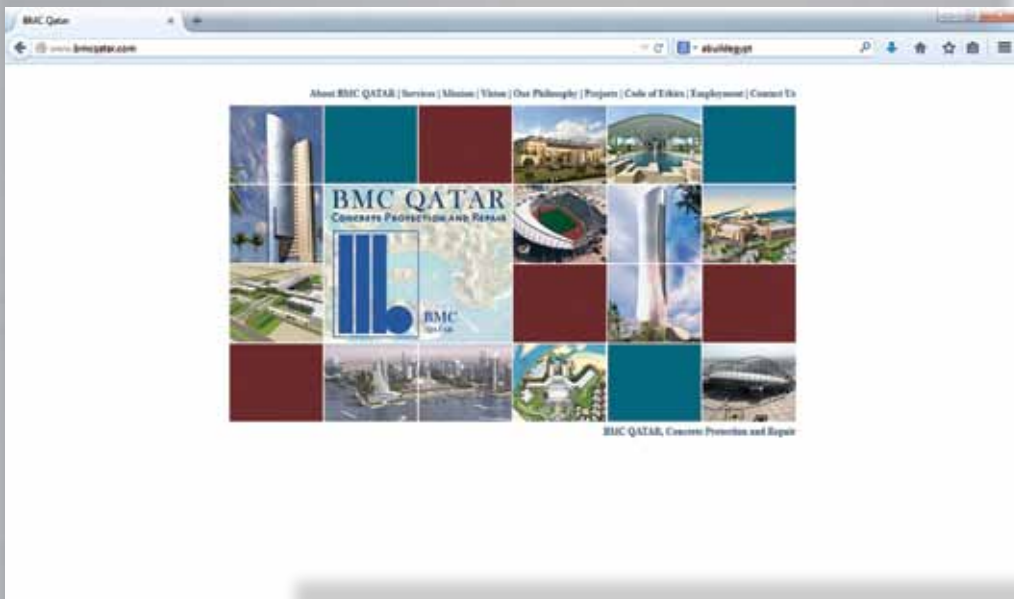 BMC Qatar
www.bmcqatar.com
abuildegypt
About BMC QATAR | Services | Mission | Vision | Our Philosophy | Projects | Code of Ethics | Employment | Contact Us
BMC QATAR
CONCRETE PROTECTION AND REPAIR
BMC
QATAR
BMC QATAR, Concrete Protection and Repair